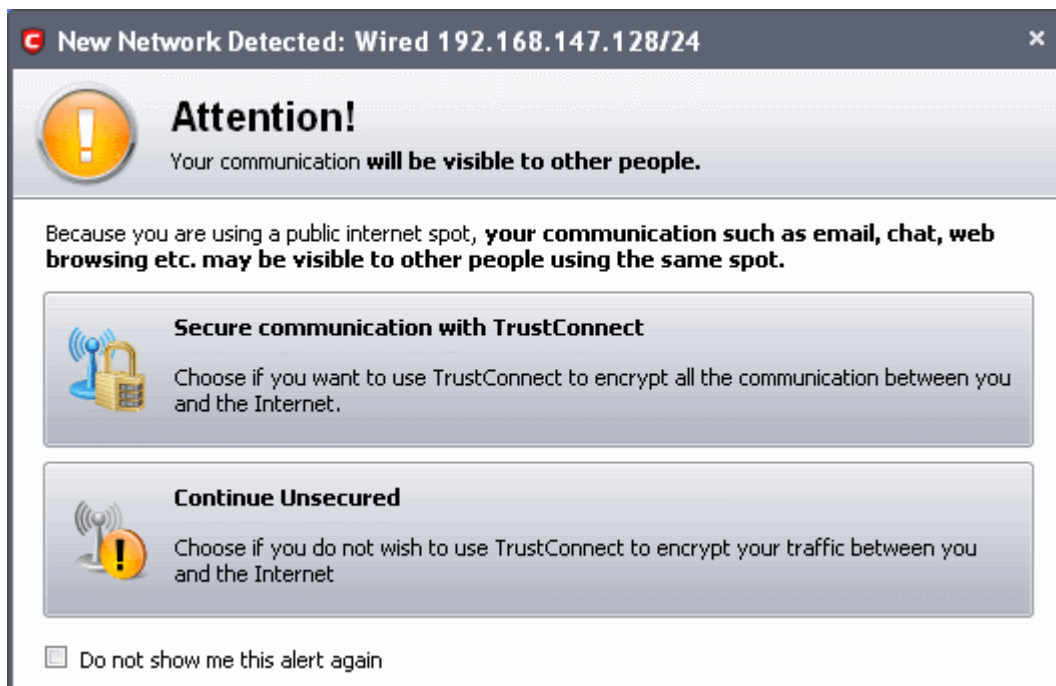 New Network Detected: Wired 192.168.147.128/24
Attention!
Your communication will be visible to other people.
Because you are using a public internet spot, your communication such as email, chat, web
browsing etc. may be visible to other people using the same spot.
Secure communication with TrustConnect
Choose if you want to use TrustConnect to encrypt all the communication between you
and the Internet.
Continue Unsecured
Choose if you do not wish to use TrustConnect to encrypt your traffic between you
and the Internet
Do not show me this alert again